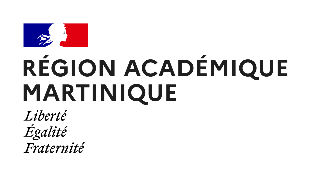 RÉGION ACADÉMIQUE
MARTINIQUE
Liberté
Égalité
Fraternité